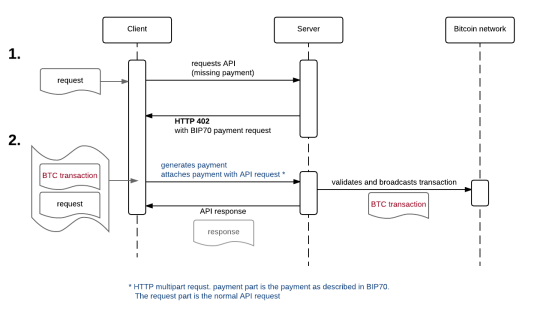 Client
Server
Bitcoin network
1.
requests API
(missing payment)
request
HTTP 402
with BIP70 payment request
2.
generates payment
attaches payment with API request *
BTC transaction
request
validates and broadcasts transaction
BTC transaction
API response
response
* HTTP multipart requst. payment part is the payment as described in BIP70.
The request part is the normal API request